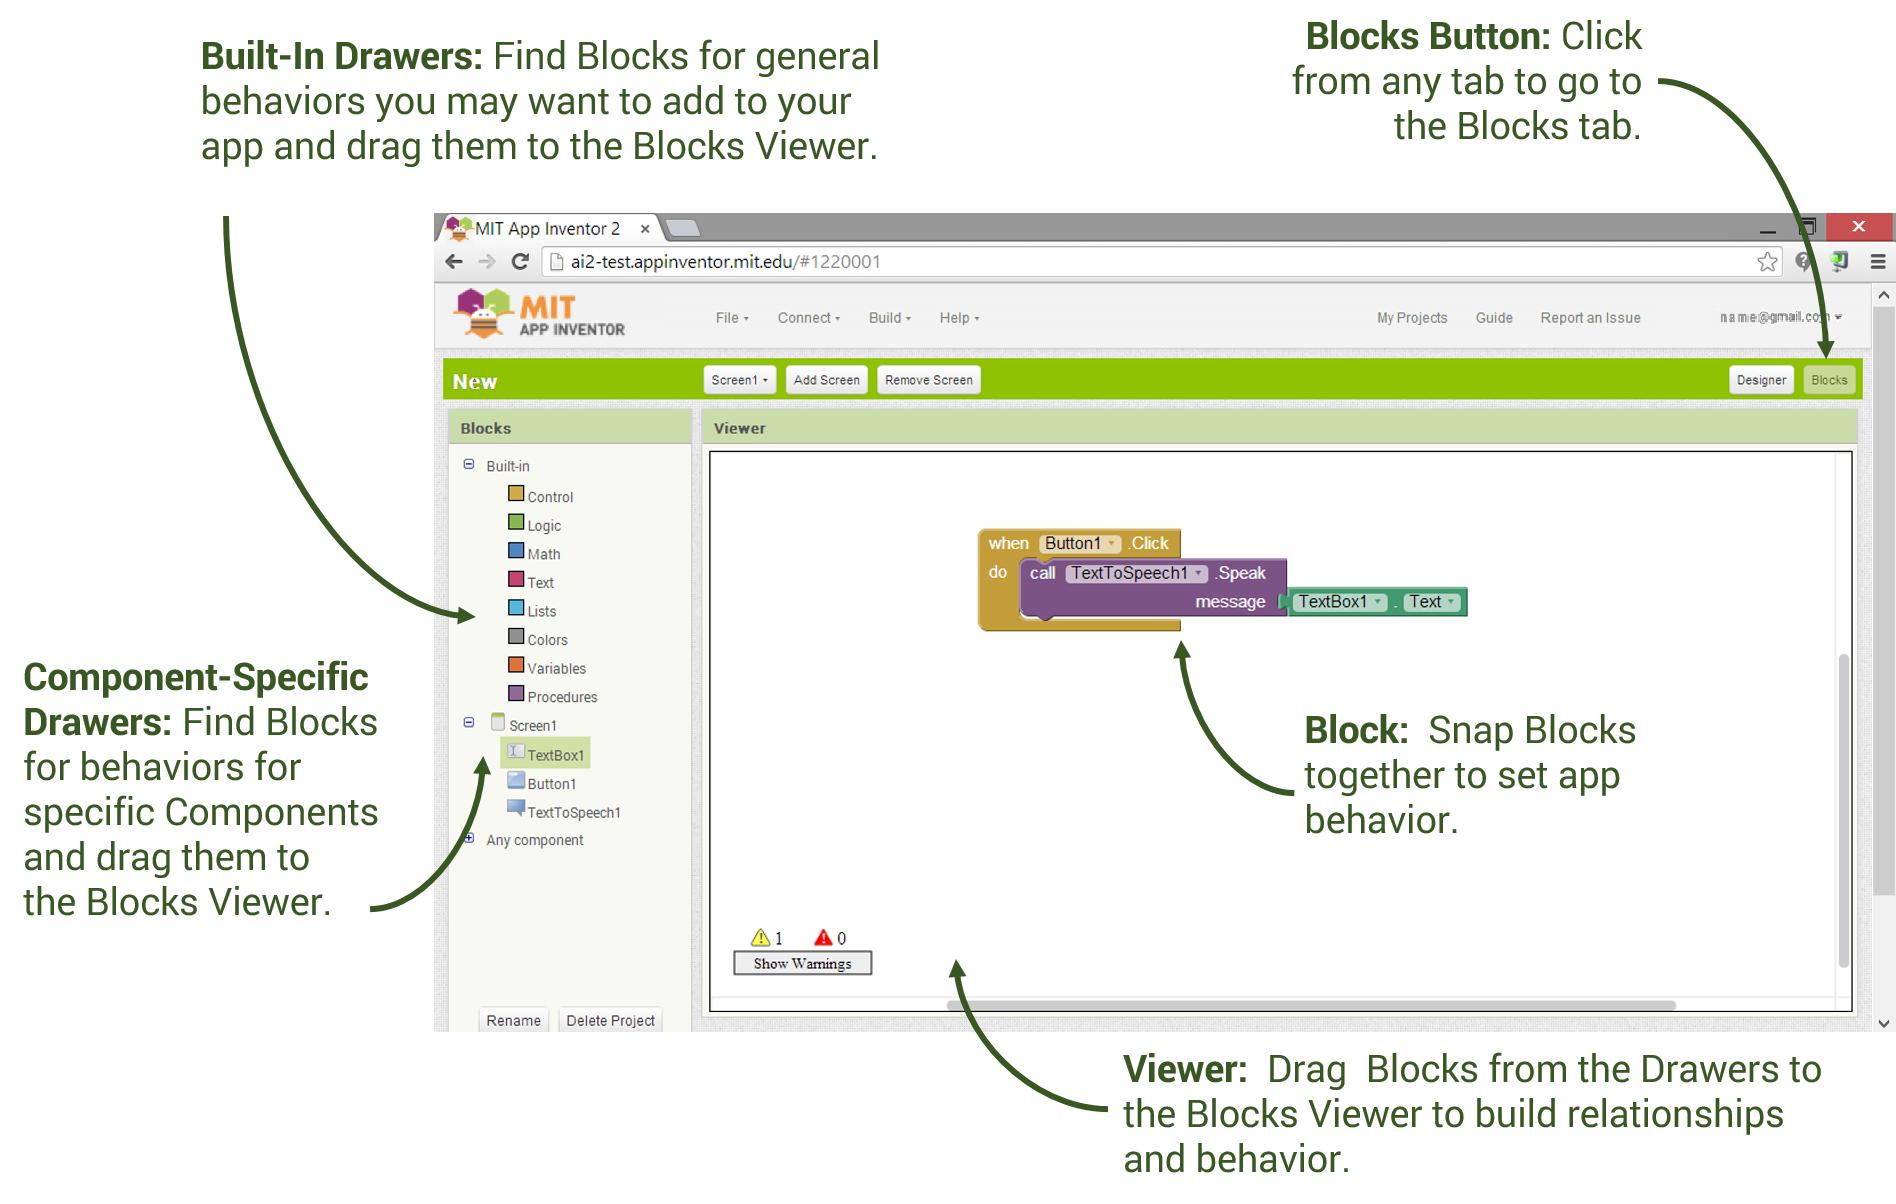 Built-In Drawers: Find Blocks for general
behaviors you may want to add to your
app and drag them to the Blocks Viewer.
Blocks Button: Click
from any tab to go to
the Blocks tab.
MIT App Inventor 2
ai2-test.appinventor.mit.edu/#1220001
MIT
APP INVENTOR
File
Connect
Build
Help
My Projects
Guide
Report an Issue
name@gmail.com
New
Screen1
Add Screen
Remove Screen
Designer
Blocks
Blocks
Viewer
Built-in
Control
Logic
Math
Text
Lists
Colors
Variables
Procedures
Screen1
TextBox1
Button1
TextToSpeech1
Any component
Rename
Delete Project
when Button1 .Click
do call TextToSpeech1 .Speak
message TextBox1 . Text
1 0
Show Warnings
Component-Specific
Drawers: Find Blocks
for behaviors for
specific Components
and drag them to
the Blocks Viewer.
Block: Snap Blocks
together to set app
behavior.
Viewer: Drag Blocks from the Drawers to
the Blocks Viewer to build relationships
and behavior.